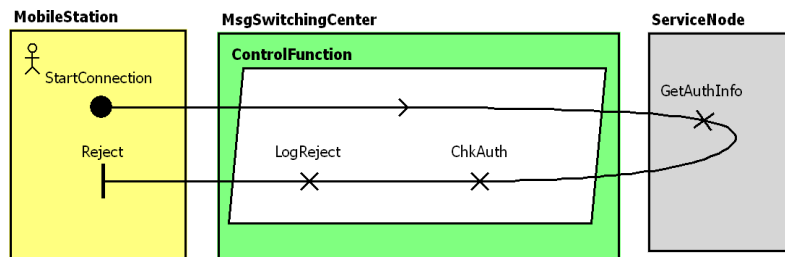 MobileStation
MsgSwitchingCenter
ServiceNode
ControlFunction
StartConnection
GetAuthInfo
Reject
LogReject
ChkAuth